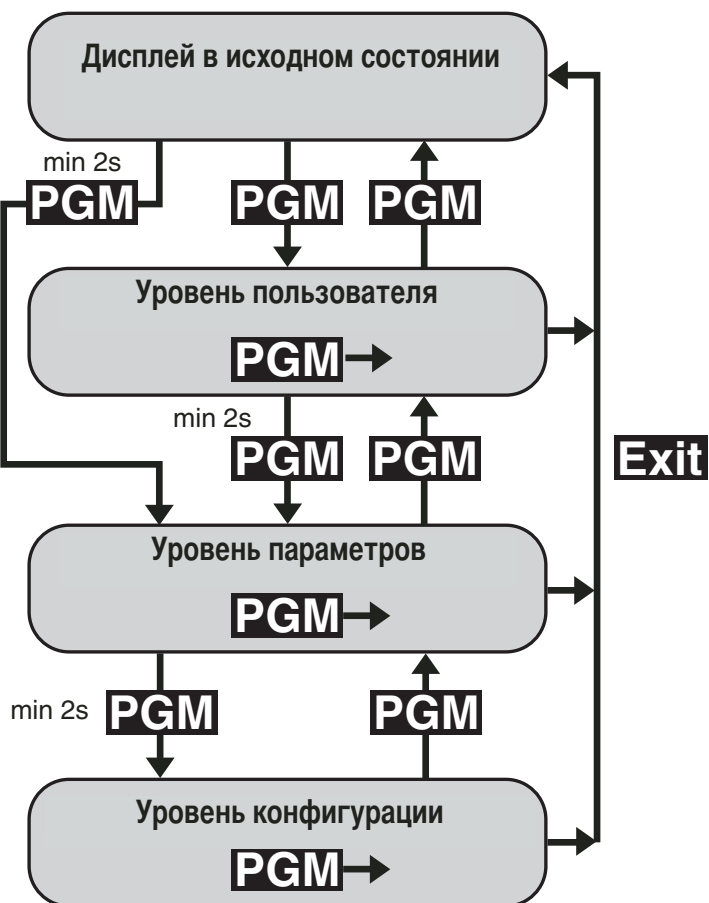 Дисплей в исходном состоянии
min 2s
PGM PGM PGM
Уровень пользователя
PGM
min 2s
PGM PGM
Exit
Уровень параметров
PGM
min 2s PGM PGM
Уровень конфигурации
PGM